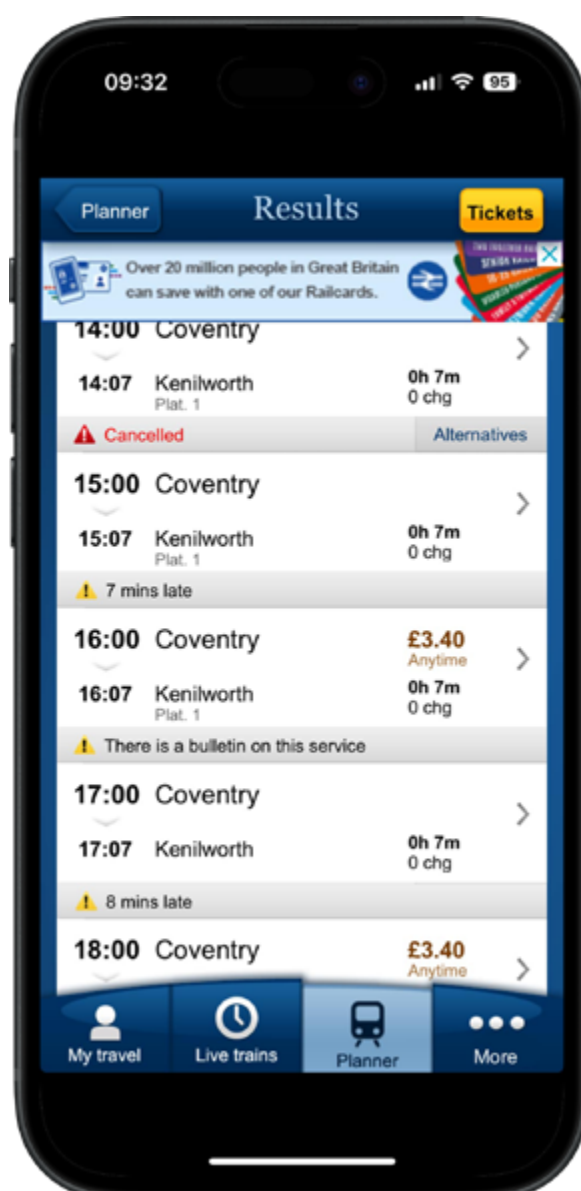 09:32
95
Planner
Results
Tickets
Over 20 million people in Great Britain
can save with one of our Railcards.
14:00 Coventry
14:07 Kenilworth 0h 7m
Plat. 1 0 chg
Cancelled Alternatives
15:00 Coventry
15:07 Kenilworth 0h 7m
Plat. 1 0 chg
7 mins late
16:00 Coventry £3.40
Anytime
16:07 Kenilworth 0h 7m
Plat. 1 0 chg
There is a bulletin on this service
17:00 Coventry
17:07 Kenilworth 0h 7m
0 chg
8 mins late
18:00 Coventry £3.40
Anytime
My travel Live trains Planner More